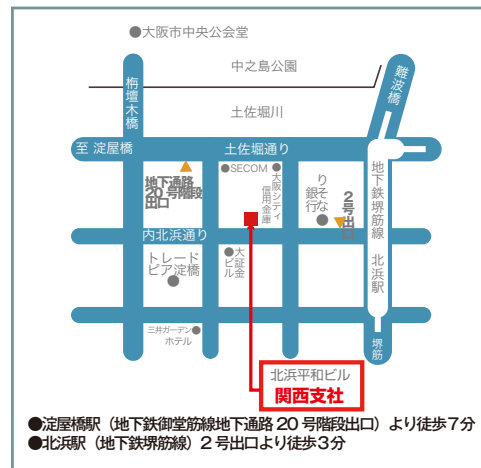 ●大阪市中央公会堂
中之島公園
難波橋
栴壇木橋
土佐堀川
至 淀屋橋
土佐堀通り
地下通路
20号階段
出口
●SECOM
大阪シティ
信用金庫
りそな
銀行
2号出口
地下鉄堺筋線 北浜駅
内北浜通り
トレード
ピア淀橋
大証金
ビル
三井ガーデン
ホテル
堺筋
北浜平和ビル
関西支社
●淀屋橋駅（地下鉄御堂筋線地下通路 20 号階段出口）より徒歩7分
●北浜駅（地下鉄堺筋線）2 号出口より徒歩3分